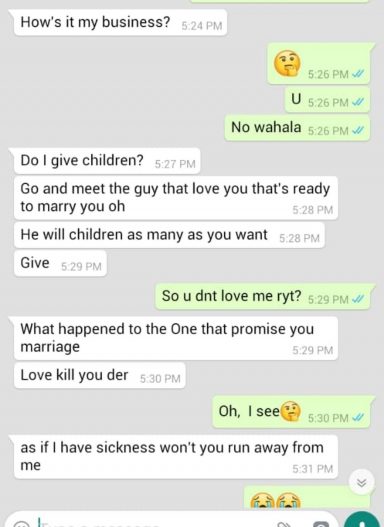 How's it my business? 5:24 PM
🤔 5:26 PM
U 5:26 PM
No wahala 5:26 PM
Do I give children? 5:27 PM
Go and meet the guy that love you that's ready
to marry you oh 5:28 PM
He will children as many as you want 5:28 PM
Give 5:29 PM
So u dnt love me ryt? 5:29 PM
What happened to the One that promise you
marriage 5:29 PM
Love kill you der 5:30 PM
Oh, I see🤔 5:30 PM
as if I have sickness won't you run away from
me 5:31 PM
😭😭